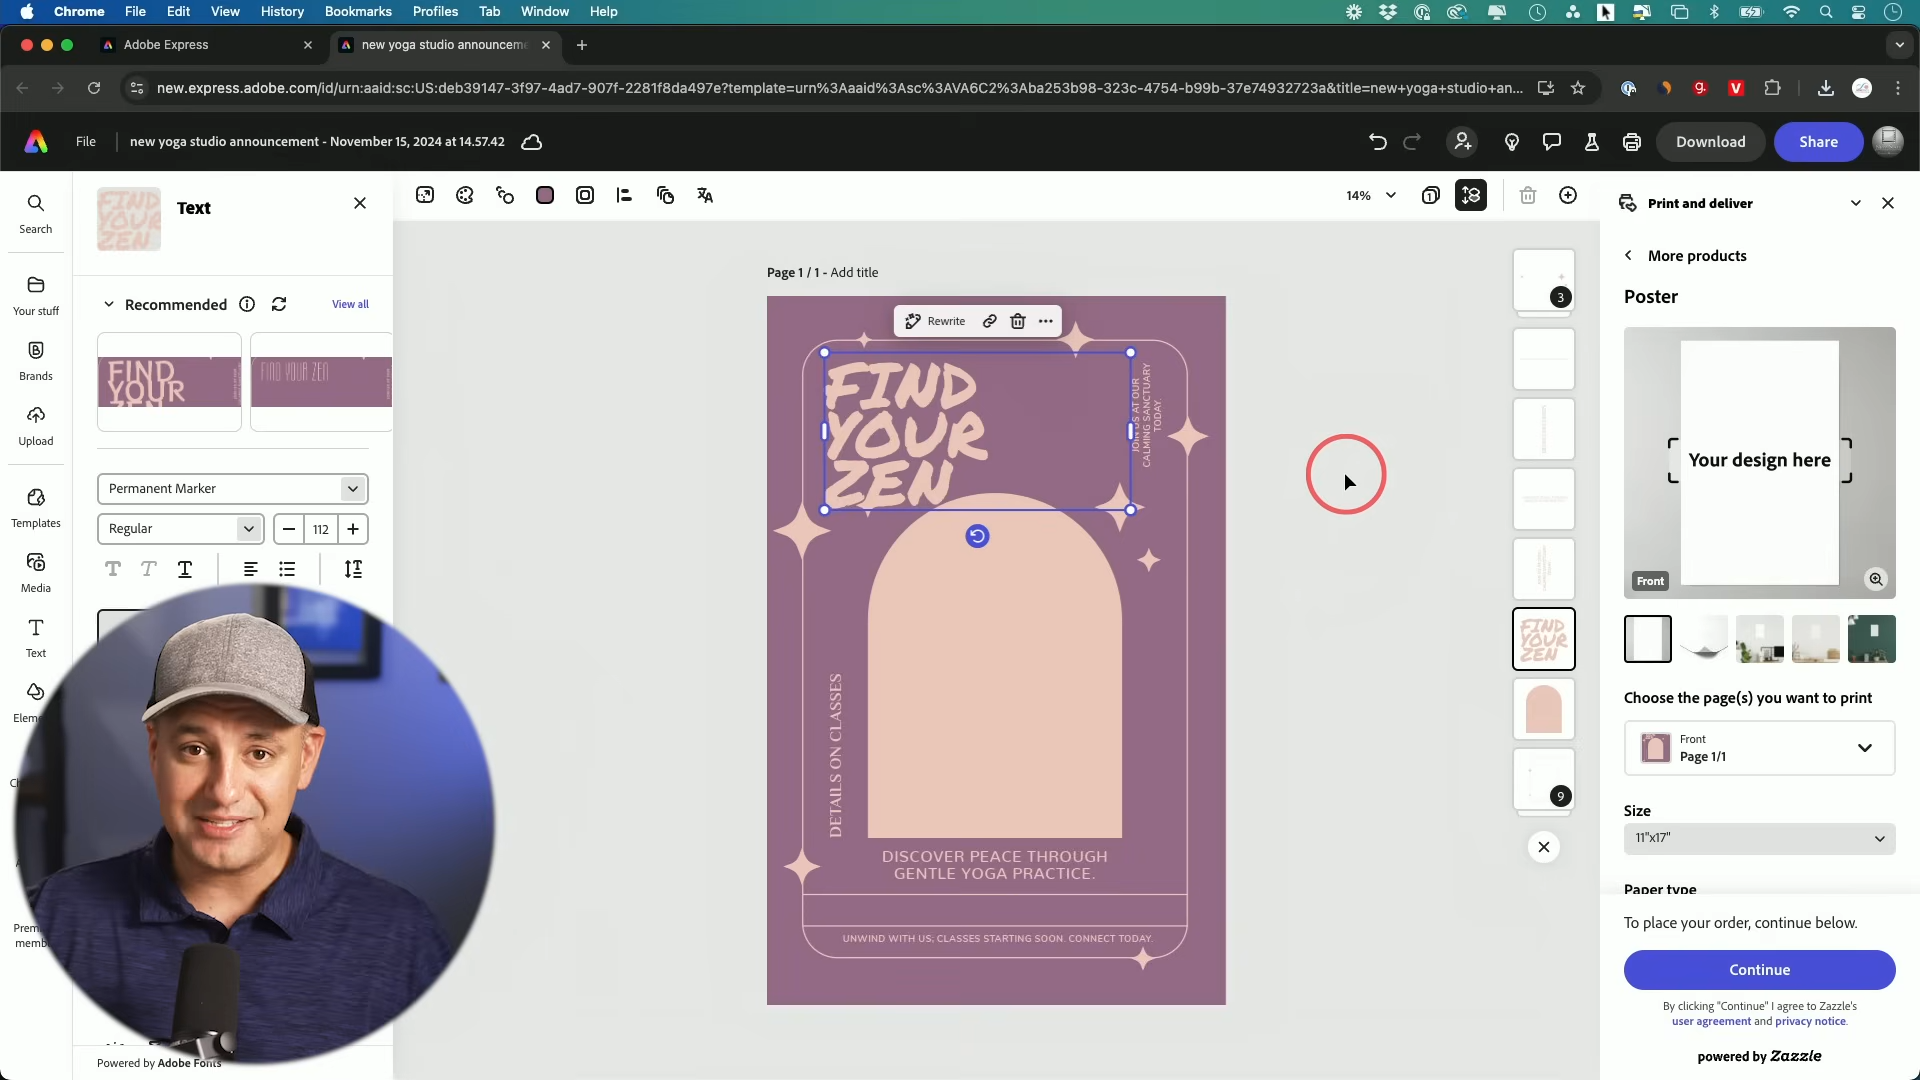 Chrome File Edit View History Bookmarks Profiles Tab Window Help
Adobe Express
new yoga studio announcem
new.express.adobe.com/id/urn:aaid:sc:US:deb39147-3f97-4ad7-907f-2281f8da497e?template=urn%3Aaaid%3Asc%3AVA6C2%3Aba253b98-323c-4754-b99b-37e74932723a&title=new+yoga+studio+an...
File
new yoga studio announcement - November 15, 2024 at 14.57.42
Download
Share
Search
Your stuff
Brands
Upload
Templates
Media
Text
Text
Recommended
View all
FIND
YOUR
ZEN
FIND YOUR ZEN
Permanent Marker
Regular
112
Powered by Adobe Fonts
14%
Page 1 / 1 - Add title
Rewrite
FIND
YOUR
ZEN
JOIN US AT OUR
CALMING SANCTUARY
TODAY.
DETAILS ON CLASSES
DISCOVER PEACE THROUGH
GENTLE YOGA PRACTICE.
UNWIND WITH US; CLASSES STARTING SOON. CONNECT TODAY.
3
FIND
YOUR
ZEN
9
Print and deliver
More products
Poster
Your design here
Front
Choose the page(s) you want to print
Front
Page 1/1
Size
11"x17"
Paper type
To place your order, continue below.
Continue
By clicking "Continue" I agree to Zazzle's
user agreement and privacy notice.
powered by Zazzle